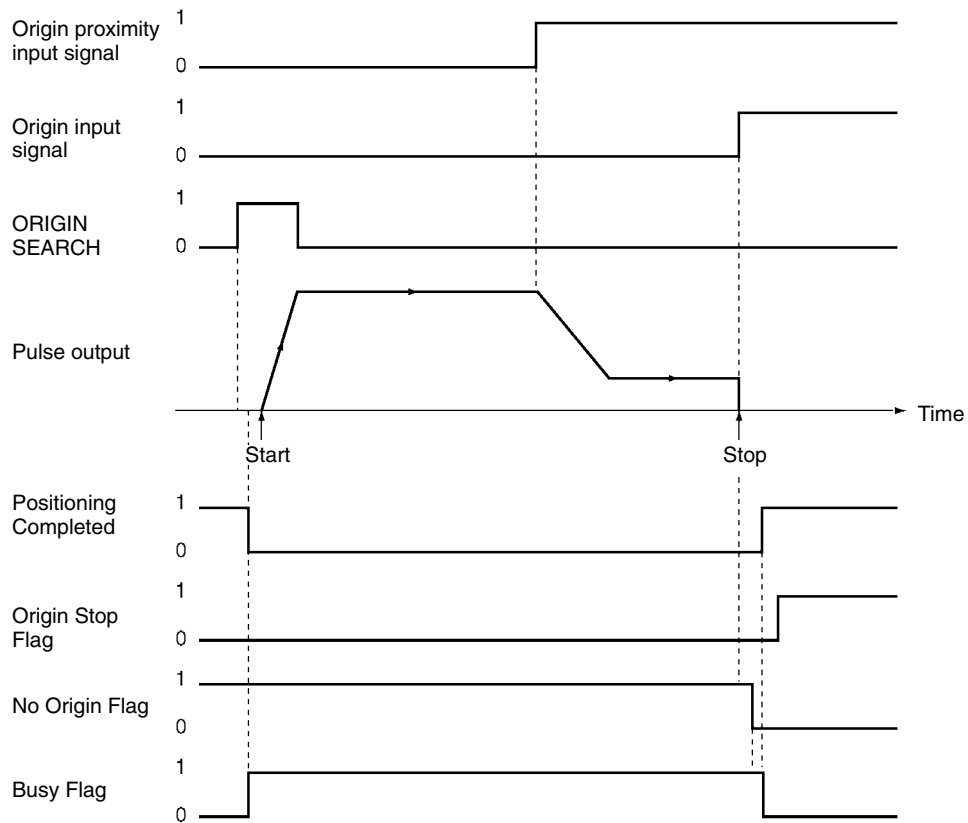 Origin proximity
input signal
1
0
Origin input
signal
1
0
ORIGIN
SEARCH
1
0
Pulse output
Time
Start
Stop
Positioning
Completed
1
0
Origin Stop
Flag
1
0
No Origin Flag
1
0
Busy Flag
1
0